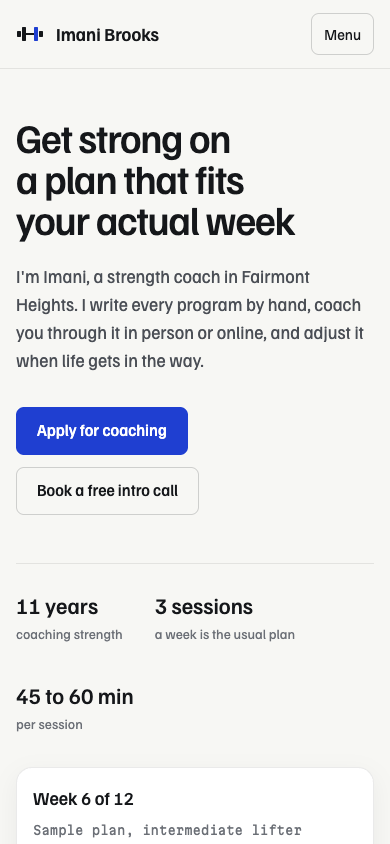 Imani Brooks
Menu
Get strong on
a plan that fits
your actual week
I'm Imani, a strength coach in Fairmont
Heights. I write every program by hand, coach
you through it in person or online, and adjust it
when life gets in the way.
Apply for coaching
Book a free intro call
11 years
coaching strength
3 sessions
a week is the usual plan
45 to 60 min
per session
Week 6 of 12
Sample plan, intermediate lifter